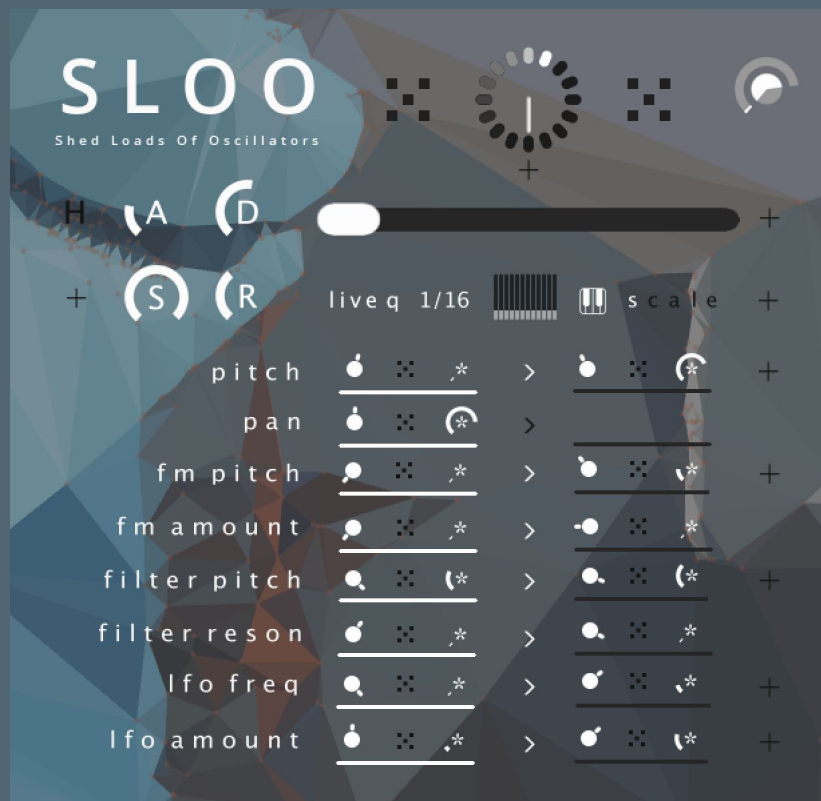 SLOO
Shed Loads Of Oscillators
H A D
S R
liveq 1/16 scale
pitch
pan
fm pitch
fm amount
filter pitch
filter reson
lfo freq
lfo amount